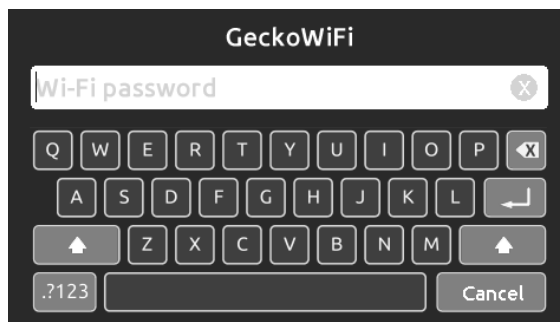 GeckoWiFi
Wi-Fi password
X
Q W E R T Y U I O P X
A S D F G H J K L
Z X C V B N M
.?123 Cancel